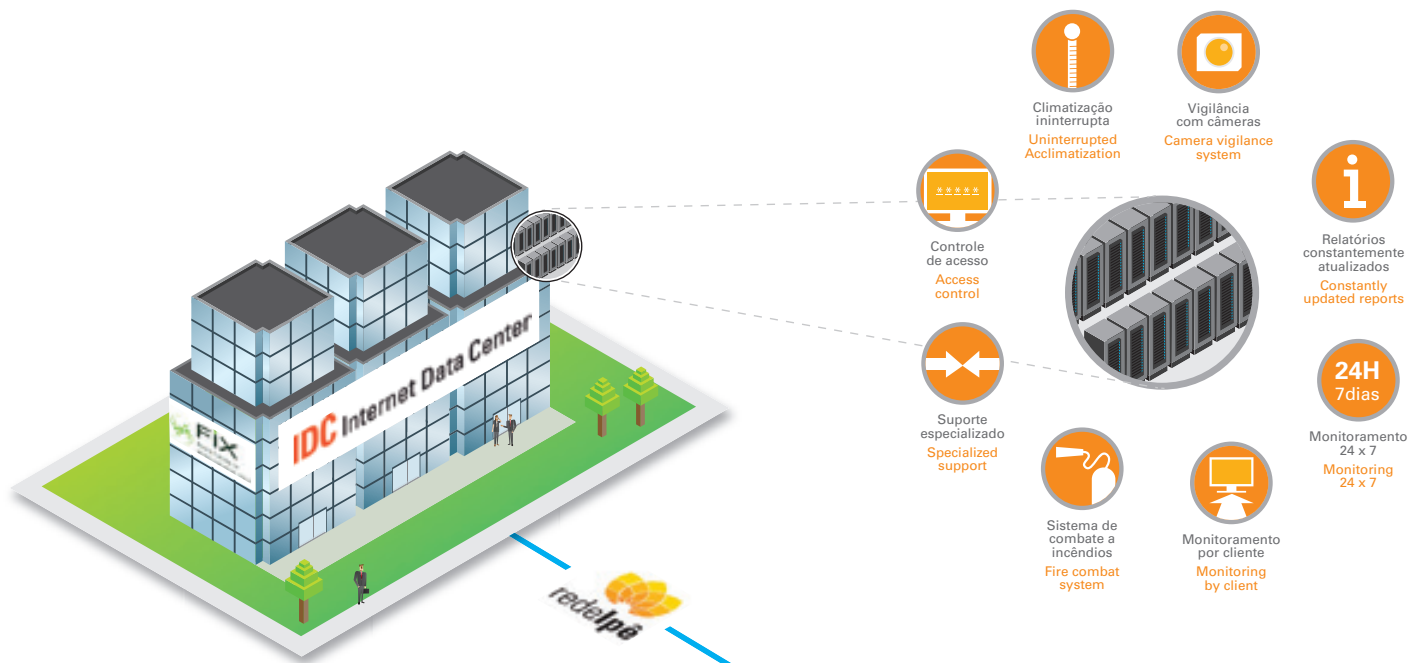 Climatização
ininterrupta
Uninterrupted
Acclimatization
Vigilância
com câmeras
Camera vigilance
system
*****
Controle
de acesso
Access
control
i
Relatórios
constantemente
atualizados
Constantly
updated reports
Suporte
especializado
Specialized
support
24H
7dias
Monitoramento
24 x 7
Monitoring
24 x 7
Sistema de
combate a
incêndios
Fire combat
system
Monitoramento
por cliente
Monitoring
by client
IDC Internet Data Center
FiX
redeIpê